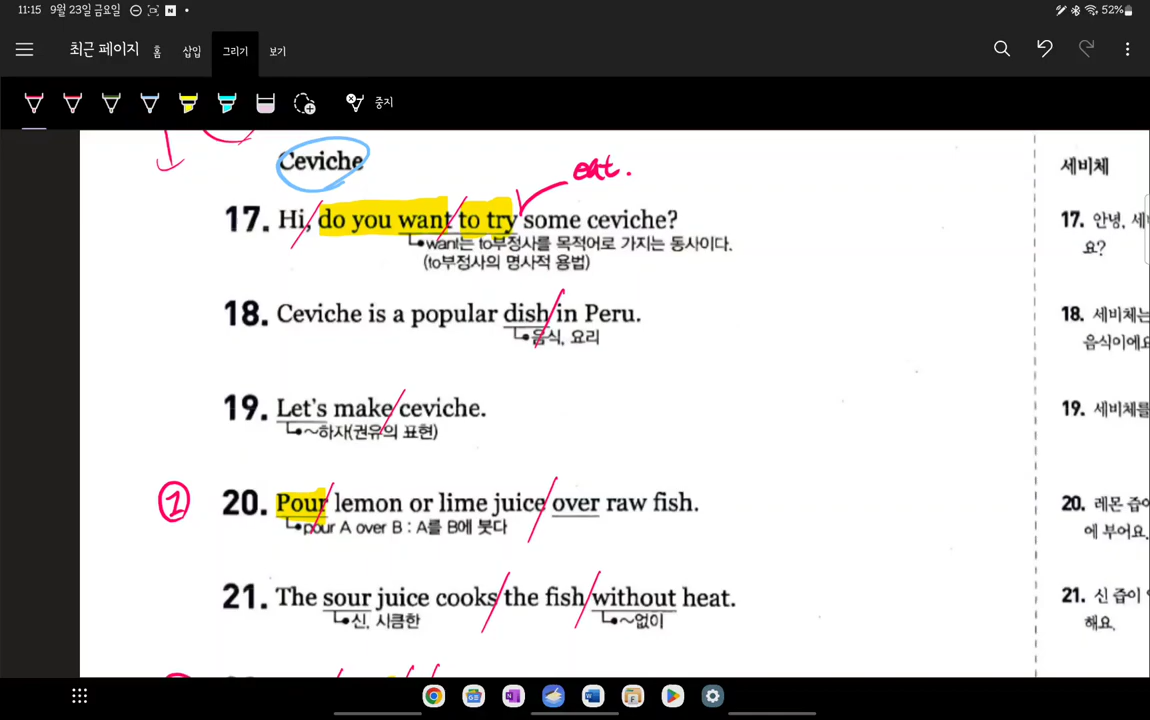 11:15 9월 23일 금요일 52%
최근 페이지 홈 삽입 그리기 보기
중지
Ceviche
eat.
세비체
17. Hi, do you want to try some ceviche?
want는 to부정사를 목적어로 가지는 동사이다.
(to부정사의 명사적 용법)
17. 안녕, 세
요?
18. Ceviche is a popular dish in Peru.
음식, 요리
18. 세비체는
음식이에요
19. Let's make ceviche.
~하자(권유의 표현)
19. 세비체를
① 20. Pour lemon or lime juice over raw fish.
pour A over B : A를 B에 붓다
20. 레몬 즙이
에 부어요.
21. The sour juice cooks the fish without heat.
신, 시큼한
~없이
21. 신 즙이
해요.